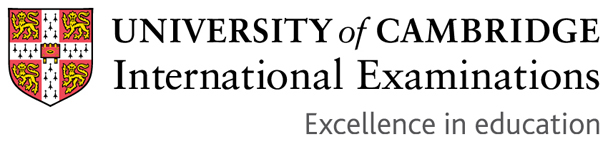 UNIVERSITY of CAMBRIDGE
International Examinations
Excellence in education